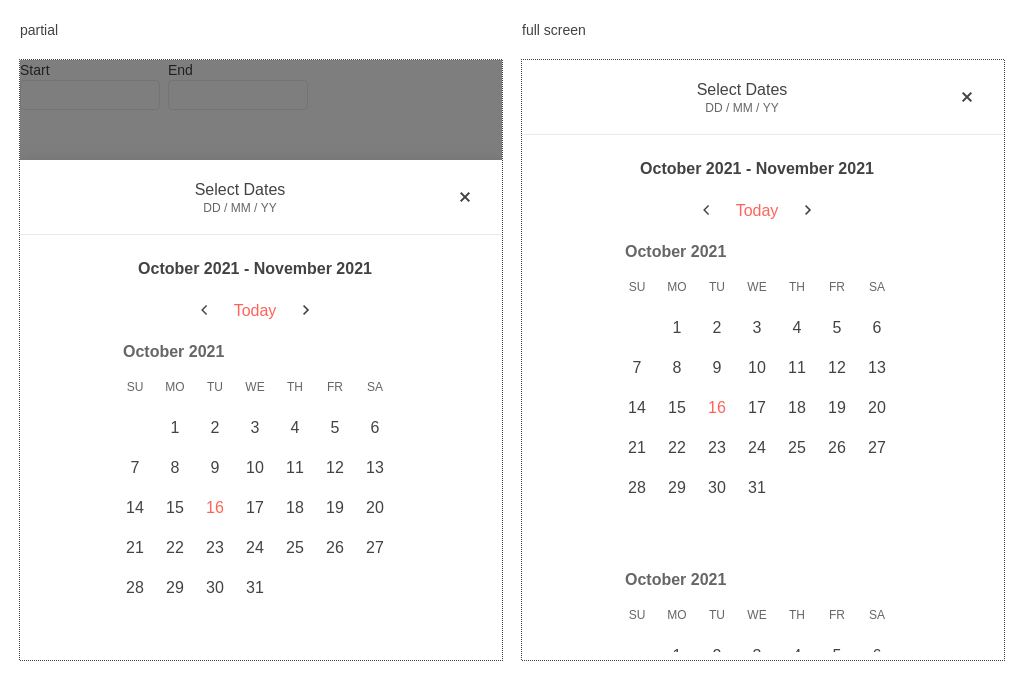 partial
Start End
Select Dates
DD / MM / YY
October 2021 - November 2021
Today
October 2021
SU MO TU WE TH FR SA
1 2 3 4 5 6
7 8 9 10 11 12 13
14 15 16 17 18 19 20
21 22 23 24 25 26 27
28 29 30 31
full screen
Select Dates
DD / MM / YY
October 2021 - November 2021
Today
October 2021
SU MO TU WE TH FR SA
1 2 3 4 5 6
7 8 9 10 11 12 13
14 15 16 17 18 19 20
21 22 23 24 25 26 27
28 29 30 31
October 2021
SU MO TU WE TH FR SA
1 2 3 4 5 6